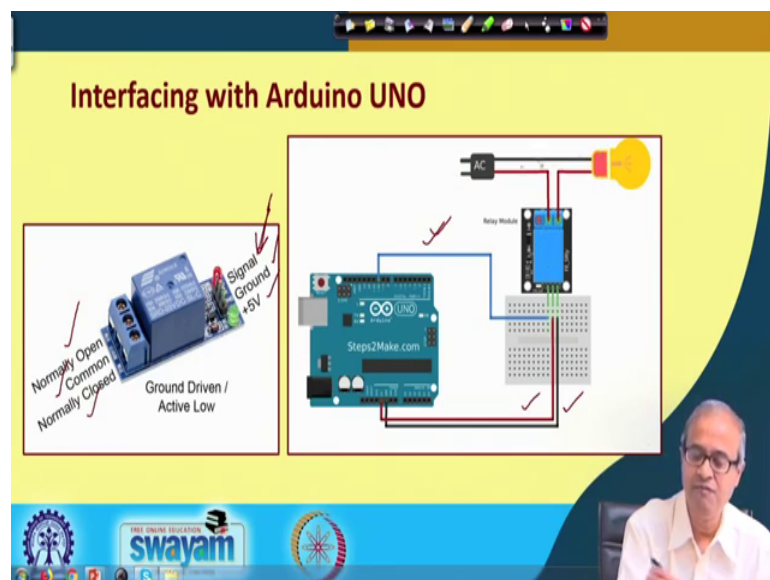 Interfacing with Arduino UNO
Signal
Ground
+5V
Normally Open
Common
Normally Closed
Ground Driven /
Active Low
AC
Relay Module
UNO
Steps2Make.com
FREE ONLINE EDUCATION
swayam